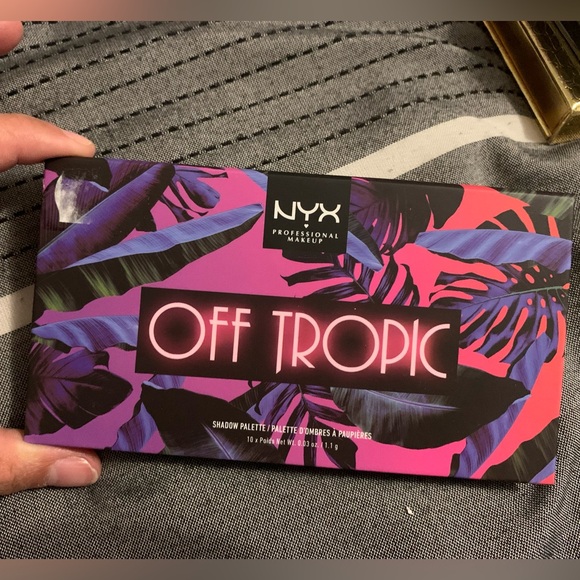 NYX
PROFESSIONAL
MAKEUP
OFF TROPIC
SHADOW PALETTE / PALETTE D'OMBRES À PAUPIÈRES
10 x Poids Net Wt. 0.03 oz. / 1.1 g